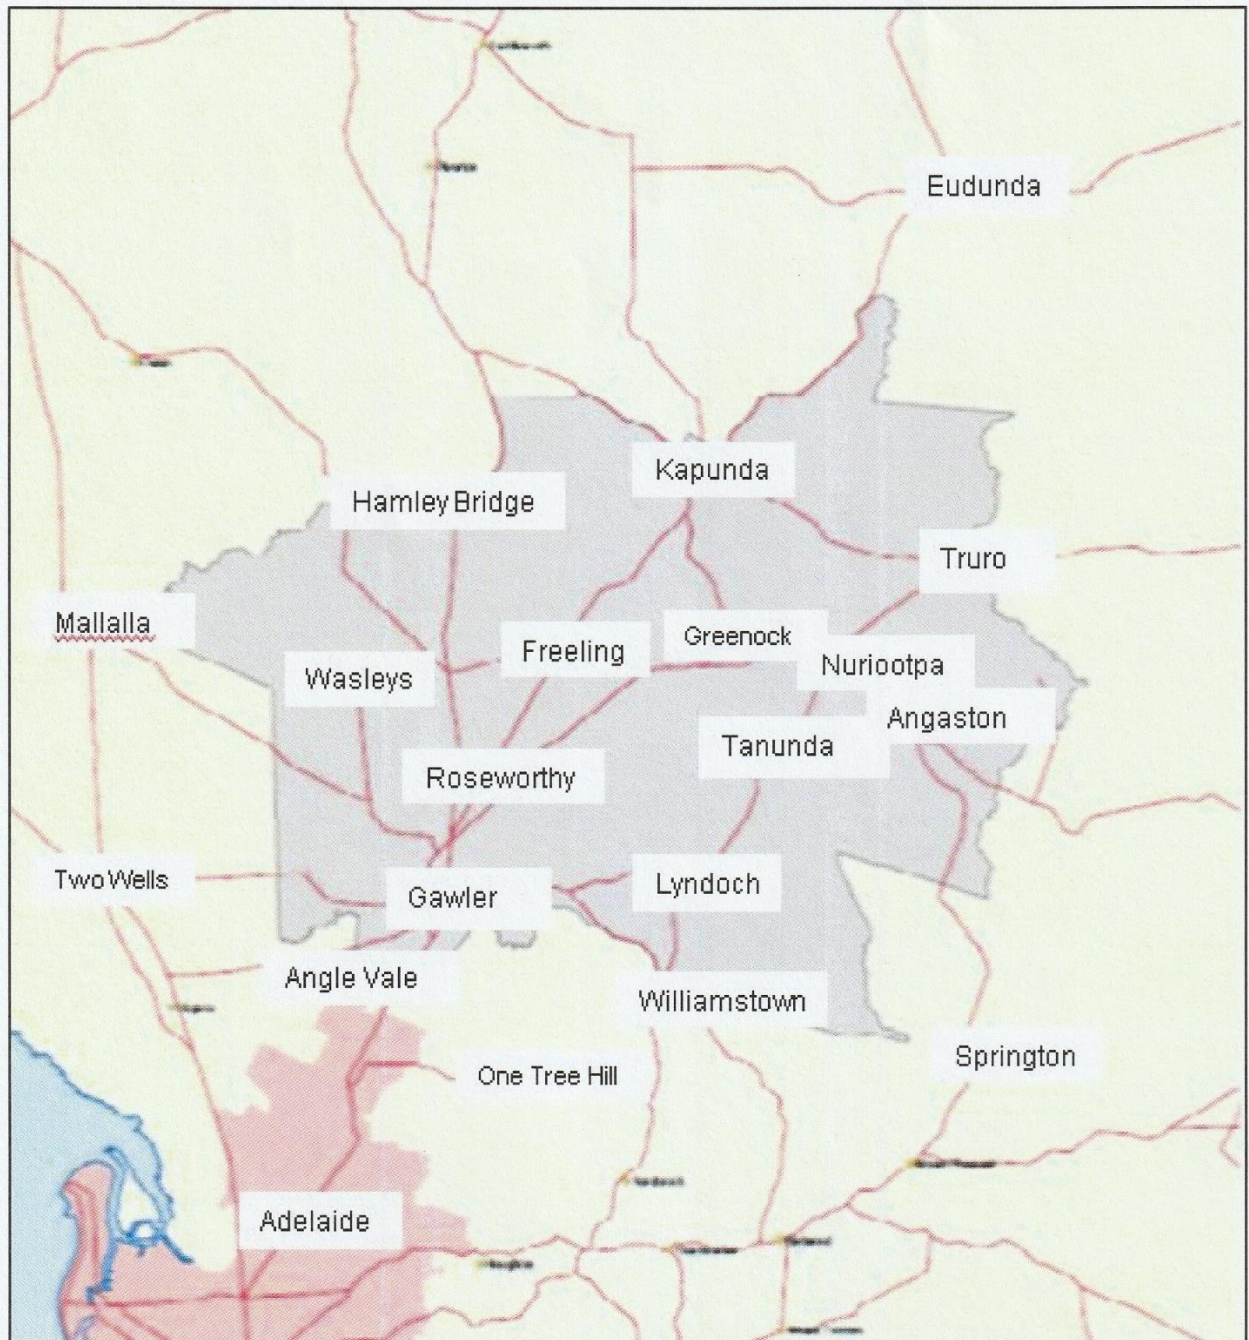 Eudunda
Kapunda
Hamley Bridge
Truro
Mallalla
Greenock
Freeling
Nuriootpa
Wasleys
Angaston
Tanunda
Roseworthy
Two Wells
Lyndoch
Gawler
Angle Vale
Williamstown
Springton
One Tree Hill
Adelaide